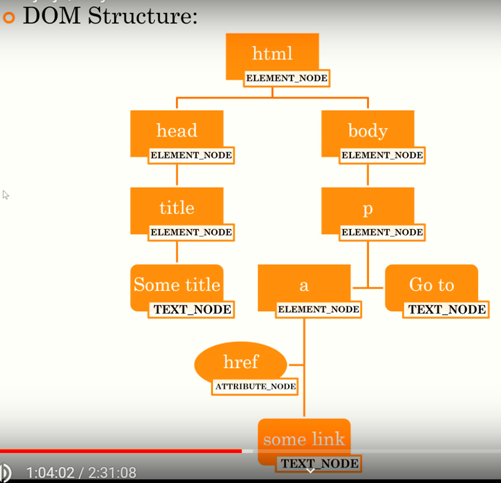 DOM Structure:
html
ELEMENT_NODE
head
ELEMENT_NODE
body
ELEMENT_NODE
title
ELEMENT_NODE
p
ELEMENT_NODE
Some title
TEXT_NODE
a
ELEMENT_NODE
Go to
TEXT_NODE
href
ATTRIBUTE_NODE
some link
TEXT_NODE
1:04:02 / 2:31:08